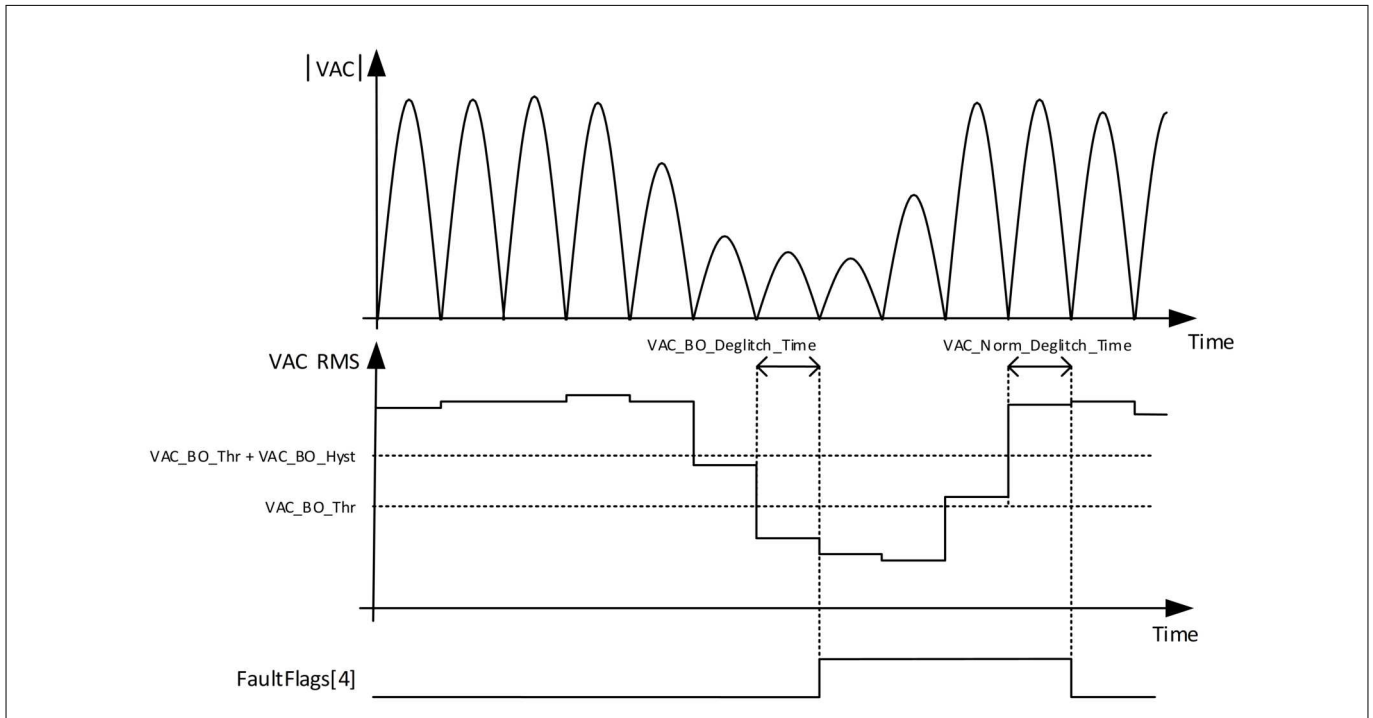 |VAC|
Time
VAC RMS
VAC_BO_Deglitch_Time
VAC_Norm_Deglitch_Time
VAC_BO_Thr + VAC_BO_Hyst
VAC_BO_Thr
Time
FaultFlags[4]